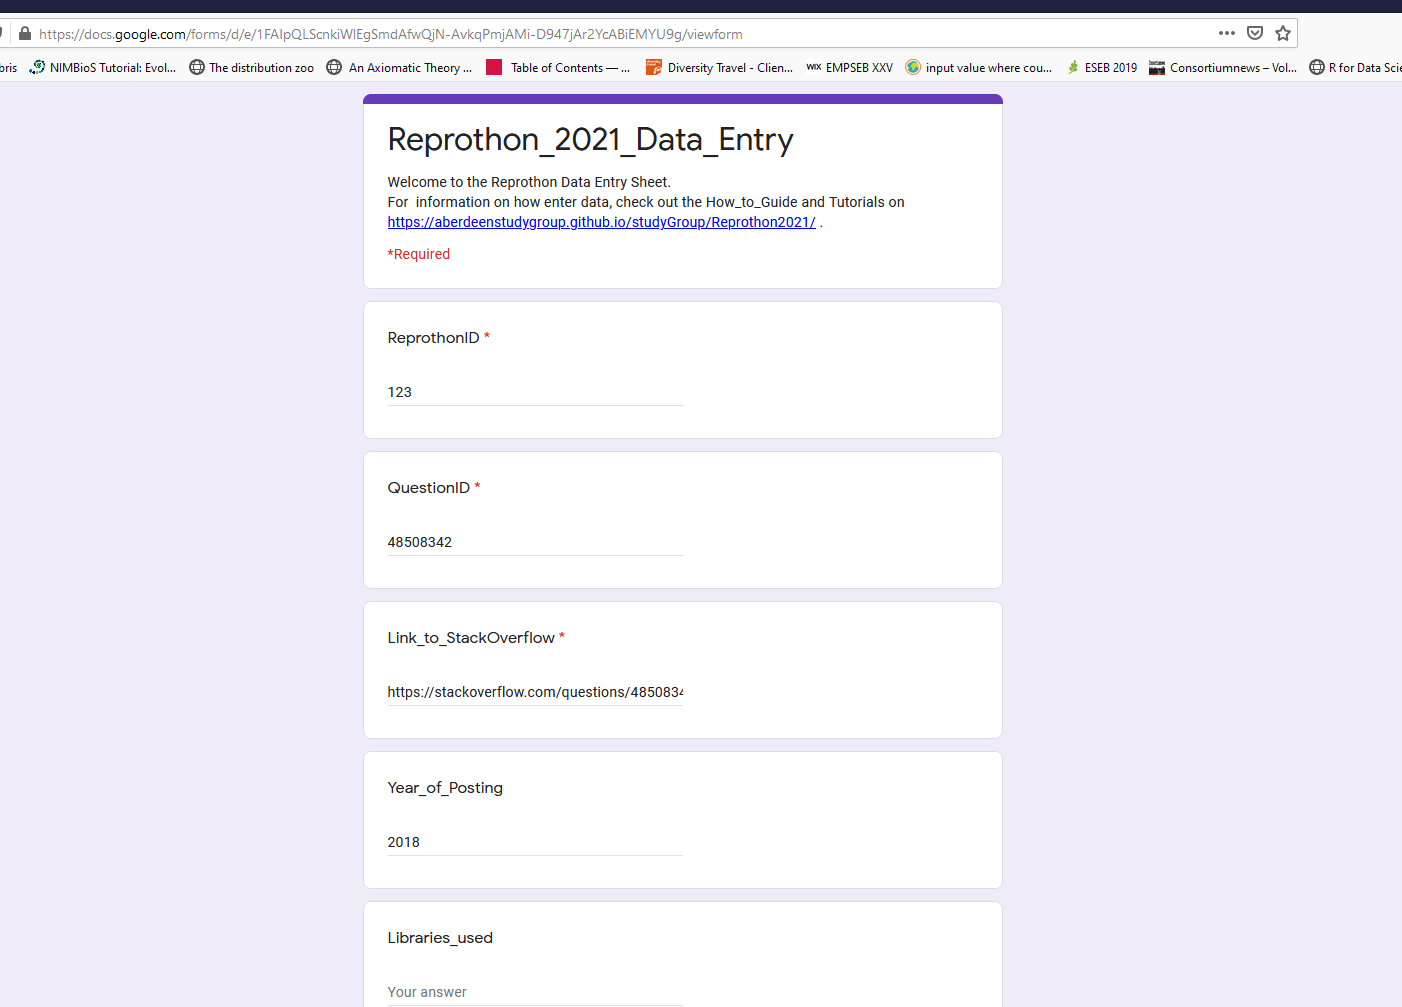 https://docs.google.com/forms/d/e/1FAIpQLScnkiWlEgSmdAfwQjN-AvkqPmjAMi-D947jAr2YcABiEMYU9g/viewform
bris NIMBioS Tutorial: Evol... The distribution zoo An Axiomatic Theory ... Table of Contents — ... Diversity Travel - Clien... WIX EMPSEB XXV input value where cou... ESEB 2019 Consortiumnews – Vol... R for Data Scie
Reprothon_2021_Data_Entry
Welcome to the Reprothon Data Entry Sheet.
For information on how enter data, check out the How_to_Guide and Tutorials on
https://aberdeenstudygroup.github.io/studyGroup/Reprothon2021/ .
*Required
ReprothonID *
123
QuestionID *
48508342
Link_to_StackOverflow *
https://stackoverflow.com/questions/4850834
Year_of_Posting
2018
Libraries_used
Your answer